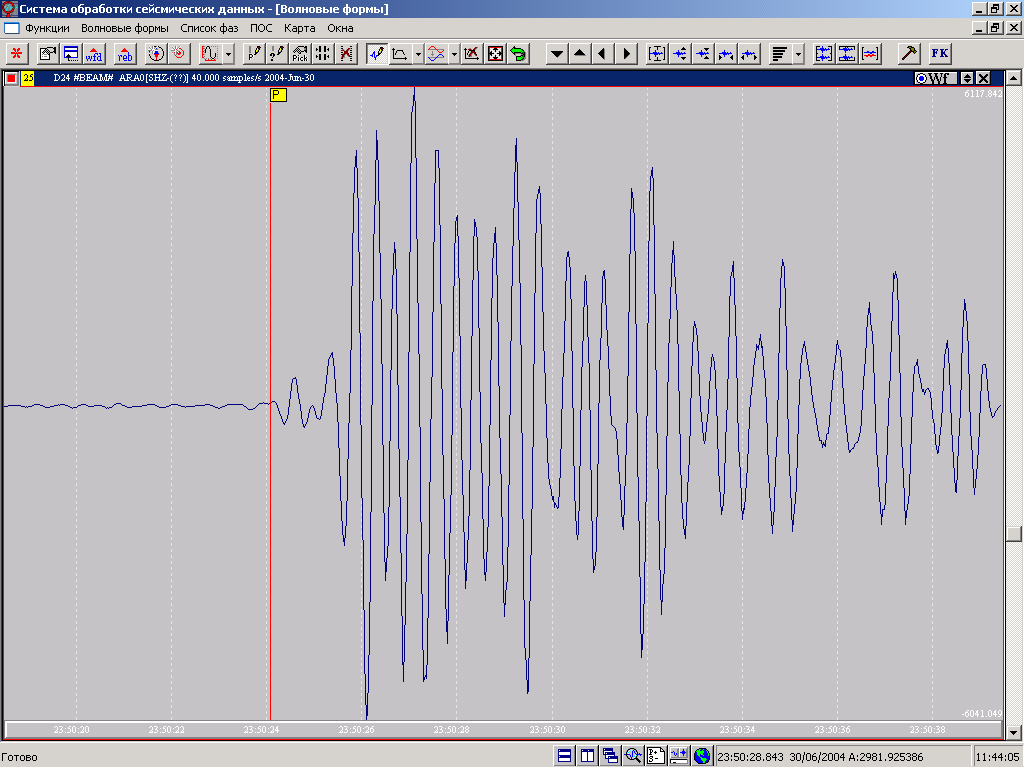 Система обработки сейсмических данных - [Волновые формы]
Функции Волновые формы Список фаз ПОС Карта Окна
wfd reb P ? Pick FK
25 D24 #BEAM# ARA0[SHZ-(??)] 40.000 samples/s 2004-Jun-30 Wf
P 6117.842
-6041.049
23:50:20 23:50:22 23:50:24 23:50:26 23:50:28 23:50:30 23:50:32 23:50:34 23:50:36 23:50:38
Готово 23:50:28.843 30/06/2004 A:2981.925386 11:44:05